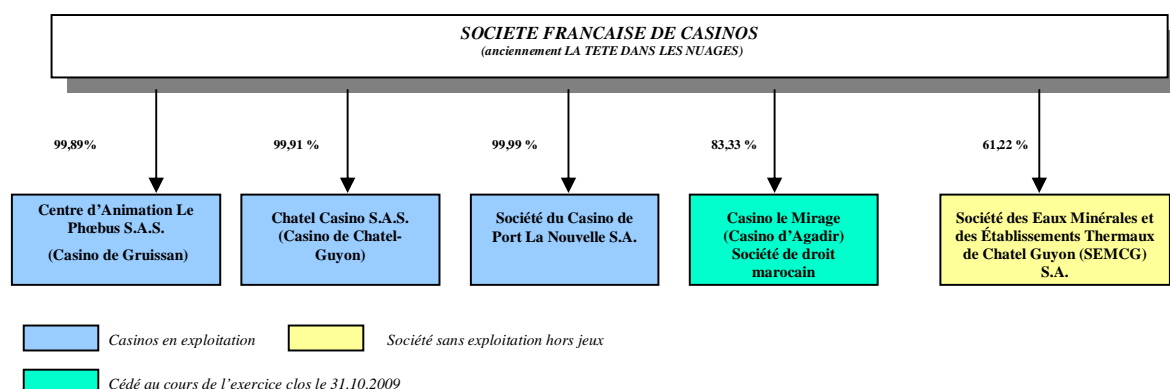 SOCIETE FRANCAISE DE CASINOS
(anciennement LA TETE DANS LES NUAGES)
99,89%
99,91 %
99,99 %
83,33 %
61,22 %
Centre d'Animation Le
Phœbus S.A.S.
(Casino de Gruissan)
Chatel Casino S.A.S.
(Casino de Chatel-
Guyon)
Société du Casino de
Port La Nouvelle S.A.
Casino le Mirage
(Casino d'Agadir)
Société de droit
marocain
Société des Eaux Minérales et
des Établissements Thermaux
de Chatel Guyon (SEMCG)
S.A.
Casinos en exploitation
Société sans exploitation hors jeux
Cédé au cours de l'exercice clos le 31.10.2009